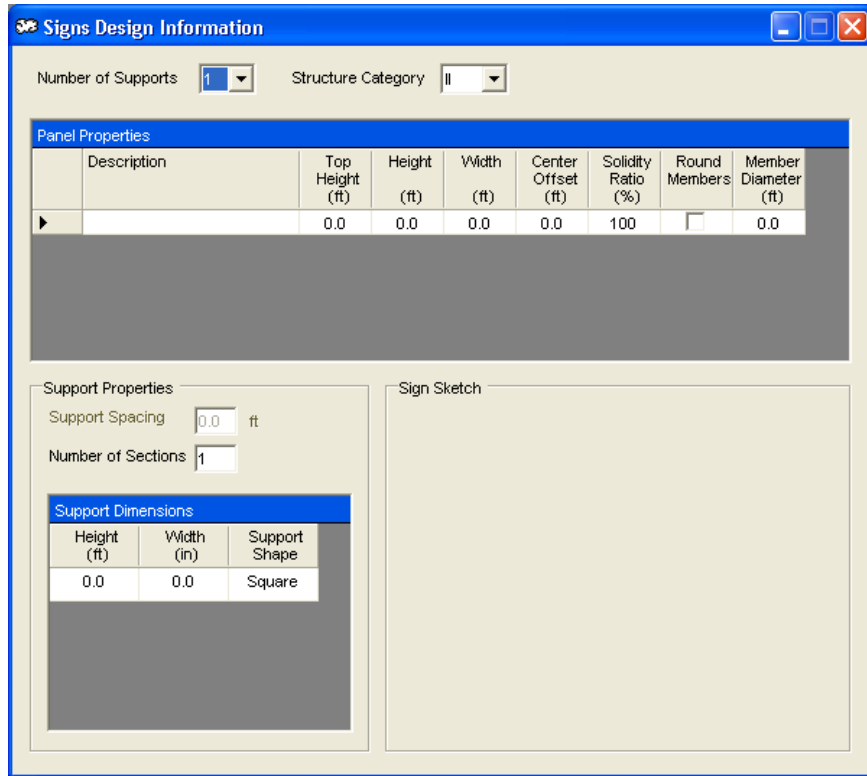 Signs Design Information
Number of Supports 1 Structure Category II
Panel Properties
Description Top Height (ft) Height (ft) Width (ft) Center Offset (ft) Solidity Ratio (%) Round Members Member Diameter (ft)
0.0 0.0 0.0 0.0 100 0.0
Support Properties
Support Spacing 0.0 ft
Number of Sections 1
Support Dimensions
Height (ft) Width (in) Support Shape
0.0 0.0 Square
Sign Sketch